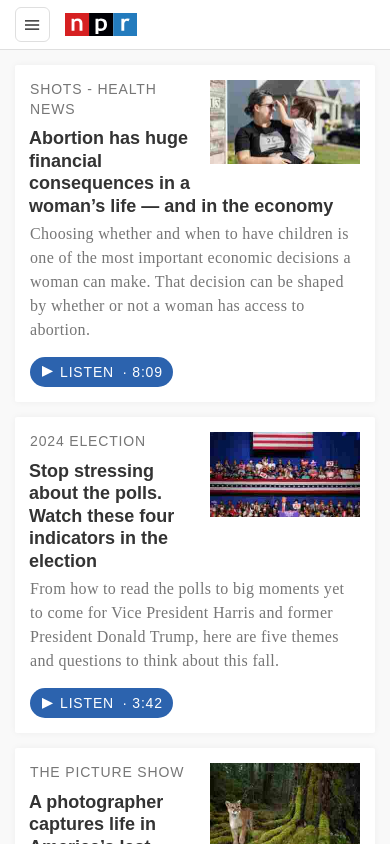 npr
SHOTS - HEALTH
NEWS
Abortion has huge
financial
consequences in a
woman’s life — and in the economy
Choosing whether and when to have children is
one of the most important economic decisions a
woman can make. That decision can be shaped
by whether or not a woman has access to
abortion.
LISTEN · 8:09
2024 ELECTION
Stop stressing
about the polls.
Watch these four
indicators in the
election
From how to read the polls to big moments yet
to come for Vice President Harris and former
President Donald Trump, here are five themes
and questions to think about this fall.
LISTEN · 3:42
THE PICTURE SHOW
A photographer
captures life in
America’s last